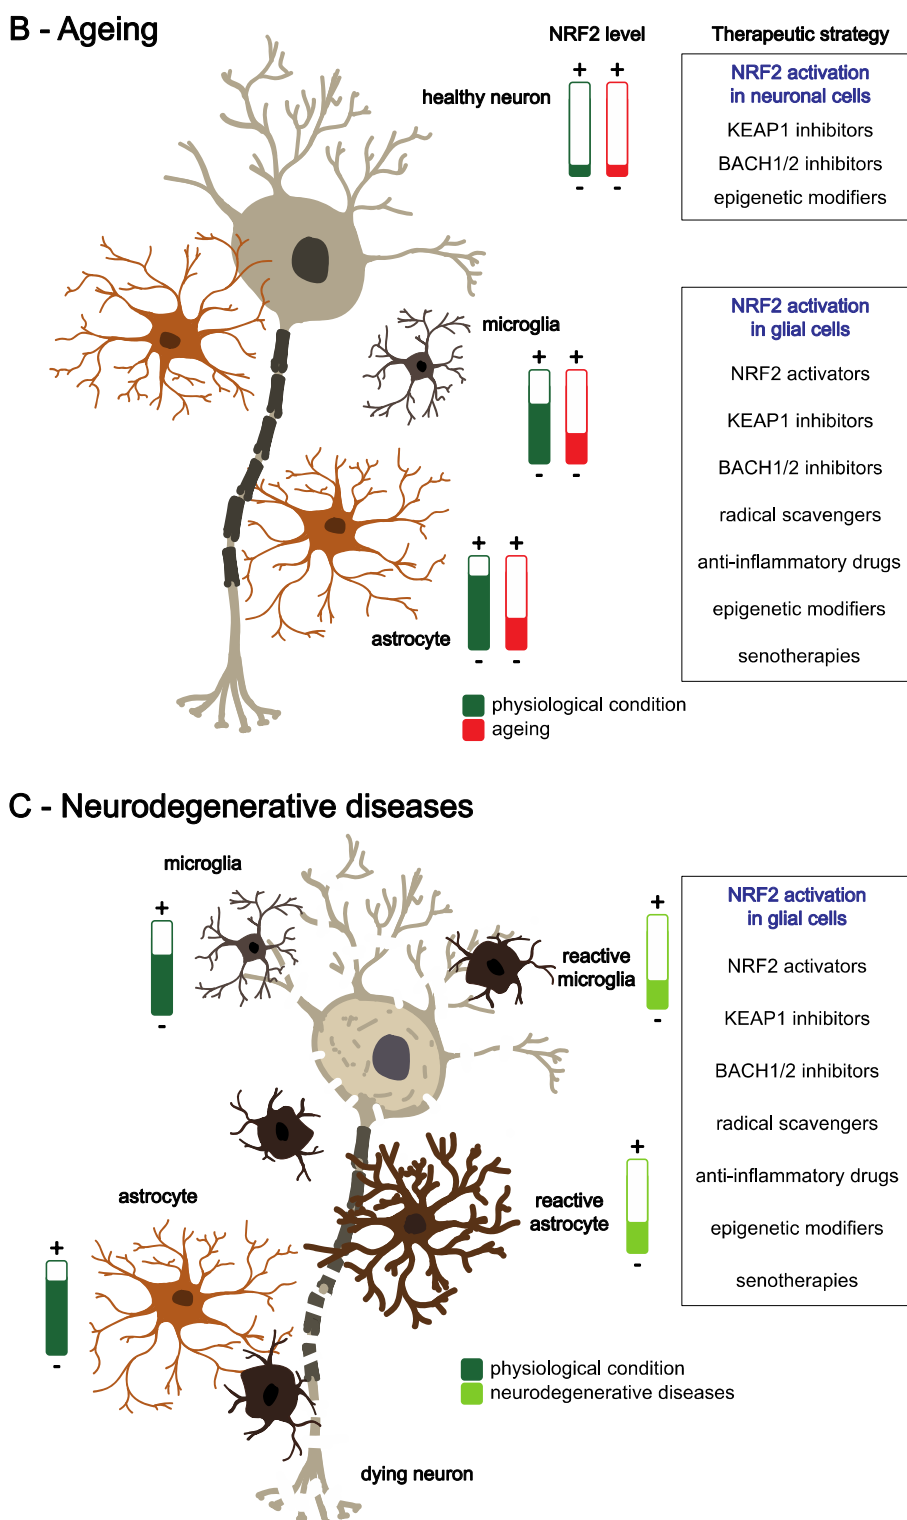 B - Ageing
NRF2 level
Therapeutic strategy
healthy neuron
+ +
- -
NRF2 activation
in neuronal cells
KEAP1 inhibitors
BACH1/2 inhibitors
epigenetic modifiers
microglia
+ +
- -
NRF2 activation
in glial cells
NRF2 activators
KEAP1 inhibitors
BACH1/2 inhibitors
radical scavengers
anti-inflammatory drugs
epigenetic modifiers
senotherapies
+ +
astrocyte
- -
physiological condition
ageing
C - Neurodegenerative diseases
microglia
+
-
reactive
microglia
+
-
NRF2 activation
in glial cells
NRF2 activators
KEAP1 inhibitors
BACH1/2 inhibitors
radical scavengers
anti-inflammatory drugs
epigenetic modifiers
senotherapies
astrocyte
+
-
reactive
astrocyte
+
-
physiological condition
neurodegenerative diseases
dying neuron